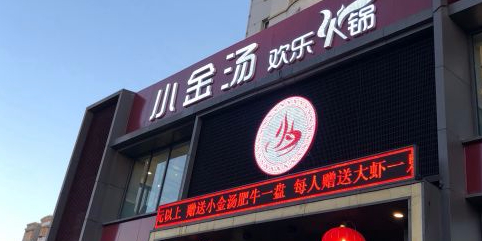 小金汤 欢乐火锅
元以上 赠送小金汤肥牛一盘 每人赠送大虾一